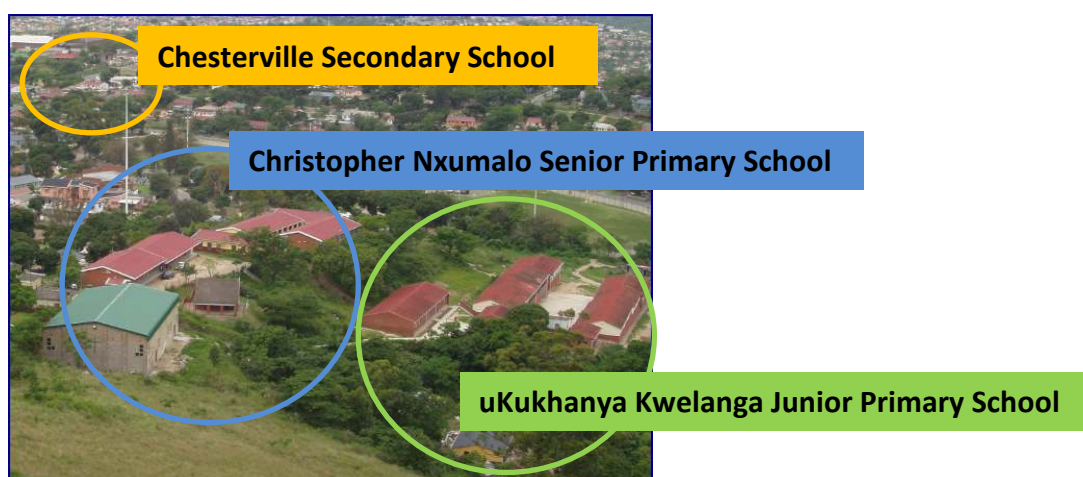 Chesterville Secondary School
Christopher Nxumalo Senior Primary School
uKukhanya Kwelanga Junior Primary School